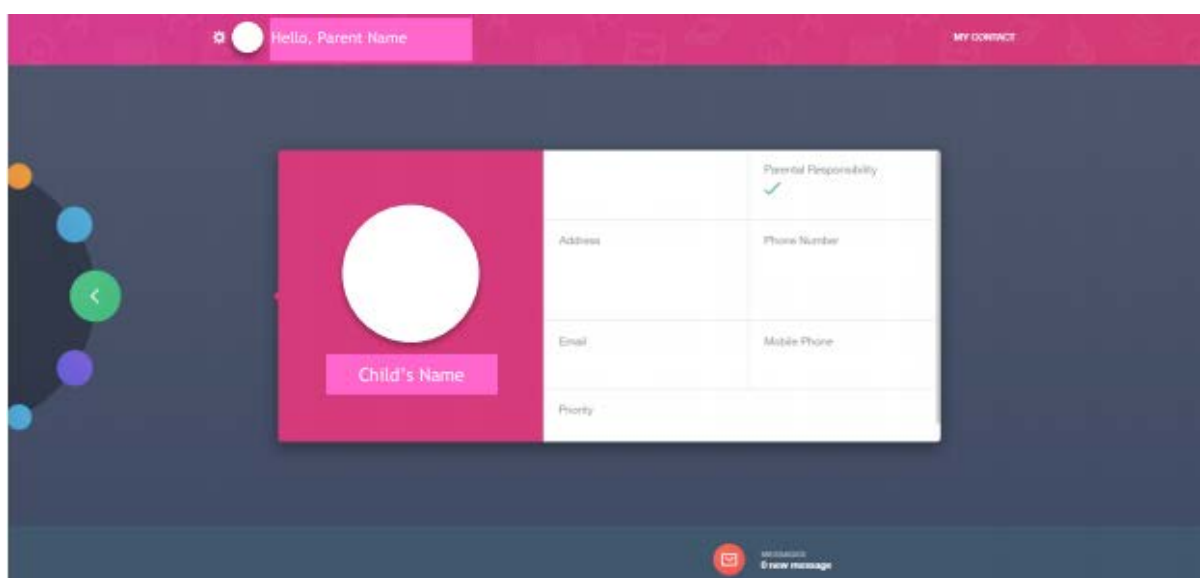 Hello, Parent Name
MY CONTACT
Parental Responsibility
Address
Phone Number
Email
Mobile Phone
Child's Name
Priority
MESSAGES
0 new message